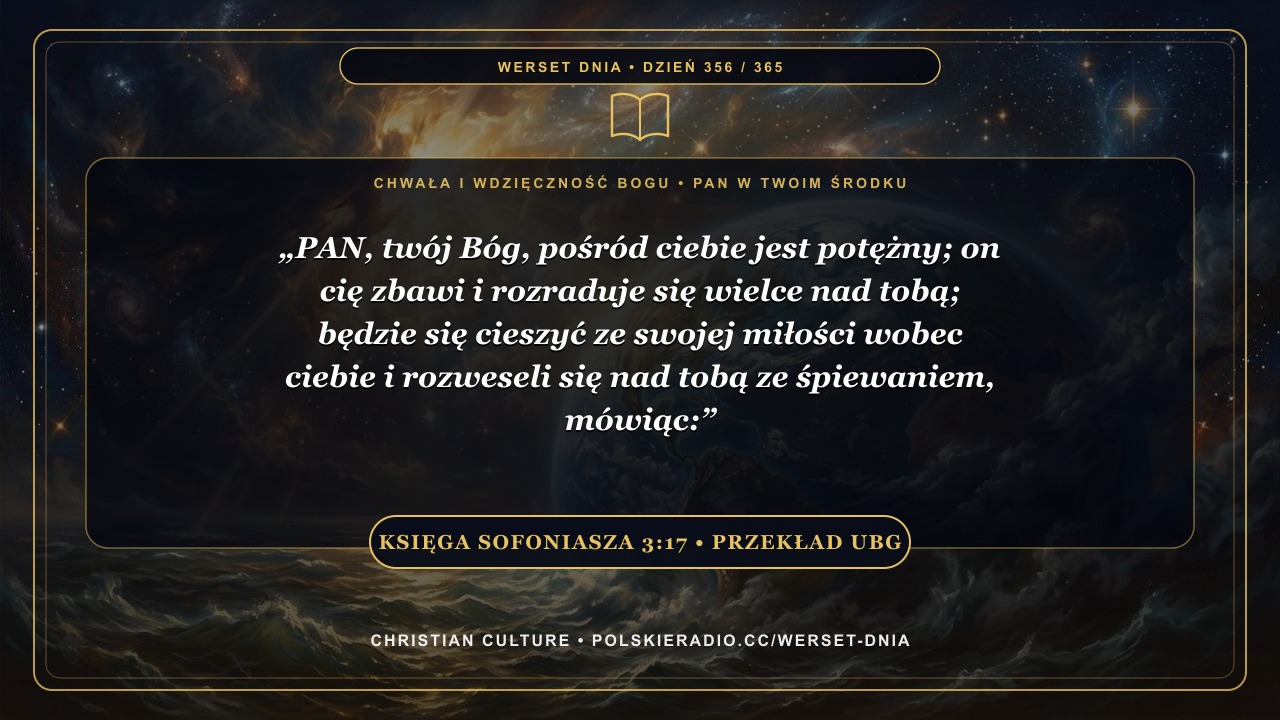 WERSET DNIA • DZIEŃ 356 / 365
CHWAŁA I WDZIĘCZNOŚĆ BOGU • PAN W TWOIM ŚRODKU
„PAN, twój Bóg, pośród ciebie jest potężny; on
cię zbawi i rozraduje się wielce nad tobą;
będzie się cieszyć ze swojej miłości wobec
ciebie i rozweseli się nad tobą ze śpiewaniem,
mówiąc:”
KSIĘGA SOFONIASZA 3:17 • PRZEKŁAD UBG
CHRISTIAN CULTURE • POLSKIERADIO.CC/WERSET-DNIA